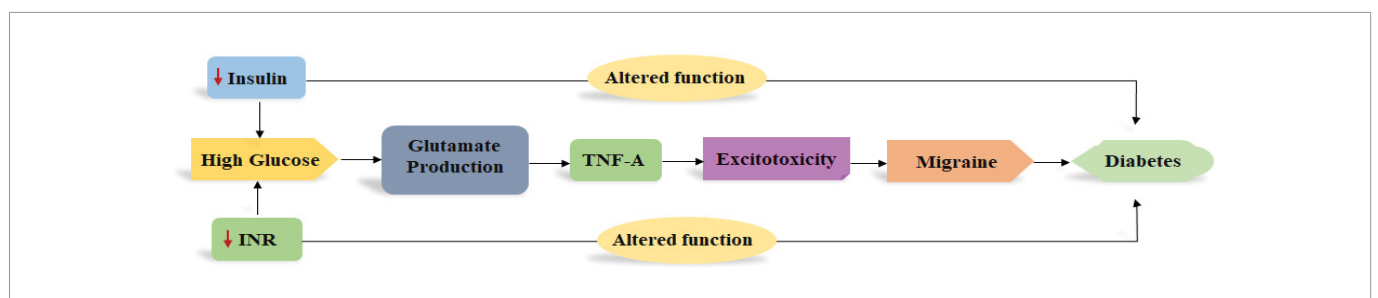 ↓ Insulin
Altered function
High Glucose
Glutamate
Production
TNF-A
Excitotoxicity
Migraine
Diabetes
↓ INR
Altered function